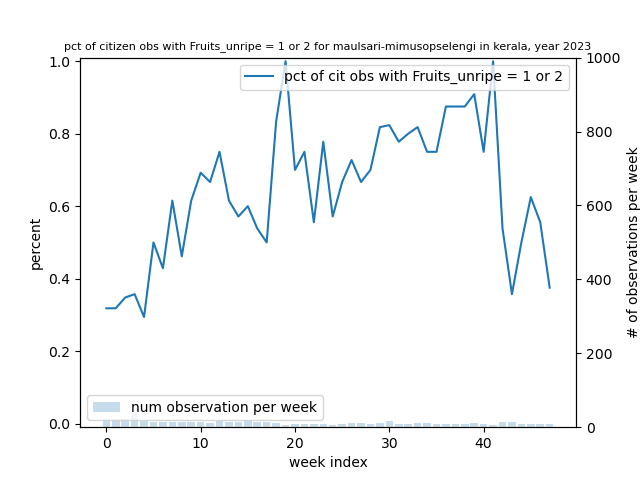 pct of citizen obs with Fruits_unripe = 1 or 2 for maulsari-mimusopselengi in kerala, year 2023
pct of cit obs with Fruits_unripe = 1 or 2
1.0
0.8
0.6
0.4
0.2
0.0
percent
1000
800
600
400
200
0
# of observations per week
num observation per week
0
10
20
30
40
week index